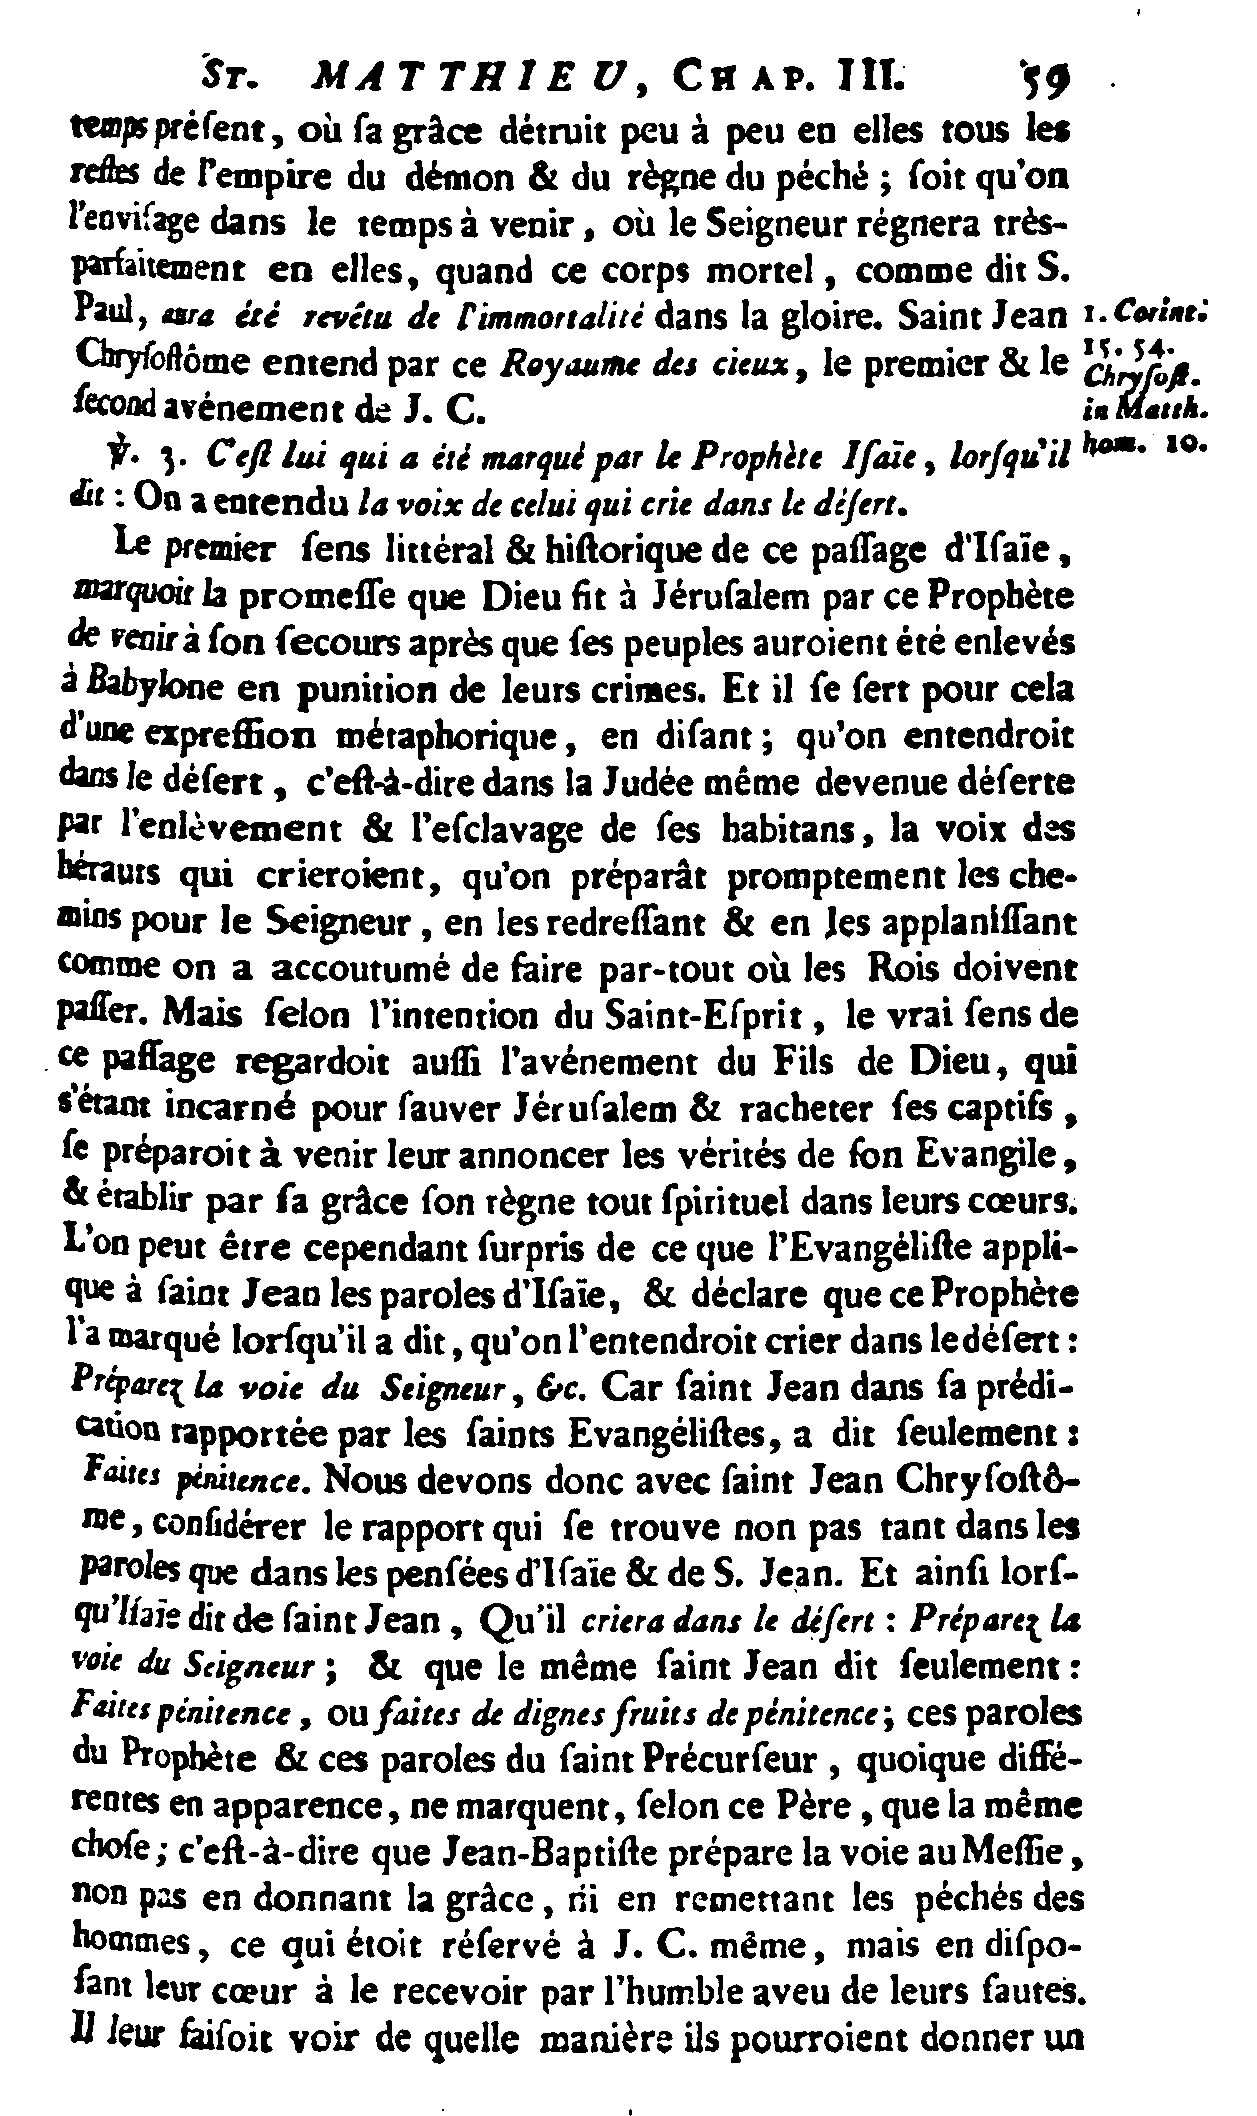 ST. MATTHIEU, CHAP. III. 59
temps préſent, où ſa grâce détruit peu à peu en elles tous les
reſtes de l'empire du démon & du règne du péché ; ſoit qu'on
l'enviſage dans le temps à venir, où le Seigneur régnera très-
parfaitement en elles, quand ce corps mortel, comme dit S.
Paul, aura été revêtu de l'immortalité dans la gloire. Saint Jean
Chryſoſtôme entend par ce Royaume des cieux, le premier & le
ſecond avénement de J. C.
1. Corint.
15. 54.
Chryſoſt.
in Matth.
hom. 10.
℣. 3. C'eſt lui qui a été marqué par le Prophète Iſaïe, lorſqu'il
dit : On a entendu la voix de celui qui crie dans le déſert.
Le premier ſens littéral & hiſtorique de ce paſſage d'Iſaïe,
marquoit la promeſſe que Dieu fit à Jéruſalem par ce Prophète
de venir à ſon ſecours après que ſes peuples auroient été enlevés
à Babylone en punition de leurs crimes. Et il ſe ſert pour cela
d'une expreſſion métaphorique, en diſant ; qu'on entendroit
dans le déſert, c'eſt-à-dire dans la Judée même devenue déſerte
par l'enlèvement & l'eſclavage de ſes habitans, la voix des
hérauts qui crieroient, qu'on préparât promptement les che-
mins pour le Seigneur, en les redreſſant & en les applaniſſant
comme on a accoutumé de faire par-tout où les Rois doivent
paſſer. Mais ſelon l'intention du Saint-Eſprit, le vrai ſens de
ce paſſage regardoit auſſi l'avénement du Fils de Dieu, qui
s'étant incarné pour ſauver Jéruſalem & racheter ſes captifs,
ſe préparoit à venir leur annoncer les vérités de ſon Evangile,
& établir par ſa grâce ſon règne tout ſpirituel dans leurs cœurs.
L'on peut être cependant ſurpris de ce que l'Evangéliſte appli-
que à ſaint Jean les paroles d'Iſaïe, & déclare que ce Prophète
l'a marqué lorſqu'il a dit, qu'on l'entendroit crier dans le déſert :
Préparez la voie du Seigneur, &c. Car ſaint Jean dans ſa prédi-
cation rapportée par les ſaints Evangéliſtes, a dit ſeulement :
Faites pénitence. Nous devons donc avec ſaint Jean Chryſoſtô-
me, conſidérer le rapport qui ſe trouve non pas tant dans les
paroles que dans les penſées d'Iſaïe & de S. Jean. Et ainſi lorſ-
qu'Iſaïe dit de ſaint Jean, Qu'il criera dans le déſert : Préparez la
voie du Seigneur ; & que le même ſaint Jean dit ſeulement :
Faites pénitence, ou faites de dignes fruits de pénitence ; ces paroles
du Prophète & ces paroles du ſaint Précurſeur, quoique diffé-
rentes en apparence, ne marquent, ſelon ce Père, que la même
choſe ; c'eſt-à-dire que Jean-Baptiſte prépare la voie au Meſſie,
non pas en donnant la grâce, ni en remettant les péchés des
hommes, ce qui étoit réſervé à J. C. même, mais en diſpo-
ſant leur cœur à le recevoir par l'humble aveu de leurs fautes.
Il leur faiſoit voir de quelle manière ils pourroient donner un